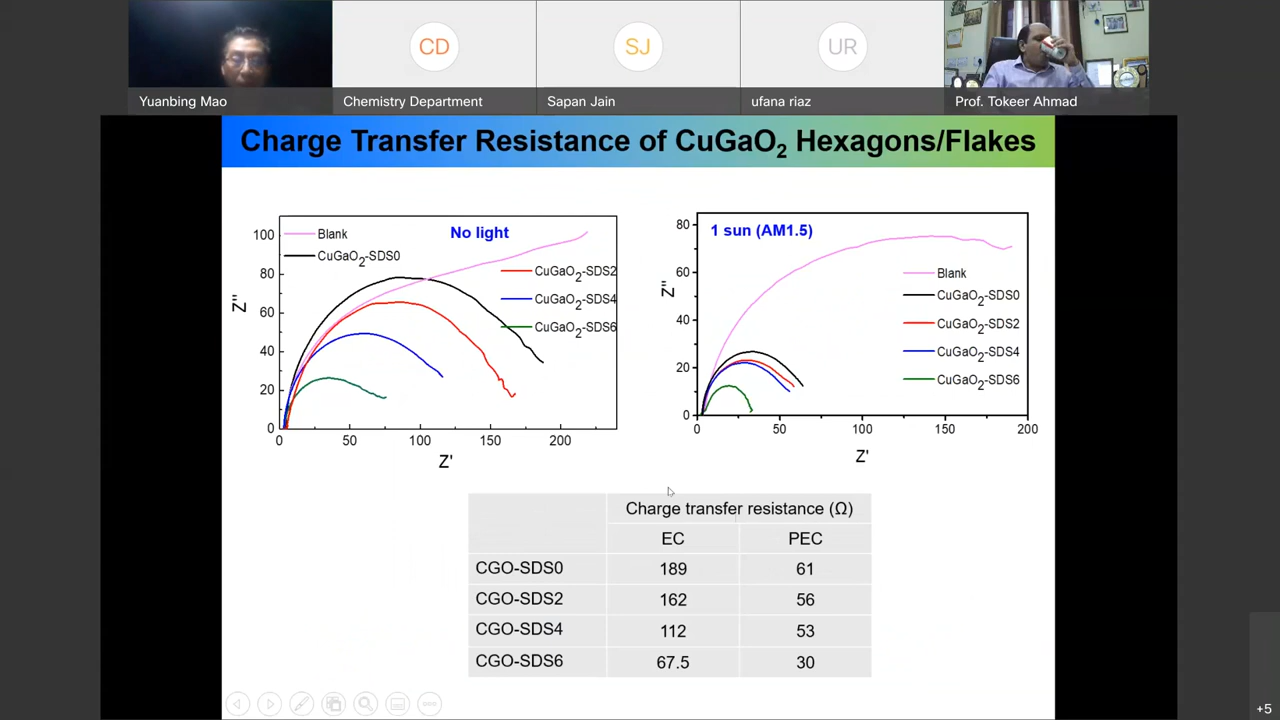 CD
SJ
UR
Yuanbing Mao
Chemistry Department
Sapan Jain
ufana riaz
Prof. Tokeer Ahmad
Charge Transfer Resistance of CuGaO2 Hexagons/Flakes
No light
Blank
CuGaO2-SDS0
CuGaO2-SDS2
CuGaO2-SDS4
CuGaO2-SDS6
Z''
100
80
60
40
20
0
0 50 100 150 200
Z'
1 sun (AM1.5)
Blank
CuGaO2-SDS0
CuGaO2-SDS2
CuGaO2-SDS4
CuGaO2-SDS6
Z''
80
60
40
20
0
0 50 100 150 200
Z'
Charge transfer resistance (Ω)
EC PEC
CGO-SDS0 189 61
CGO-SDS2 162 56
CGO-SDS4 112 53
CGO-SDS6 67.5 30
+5